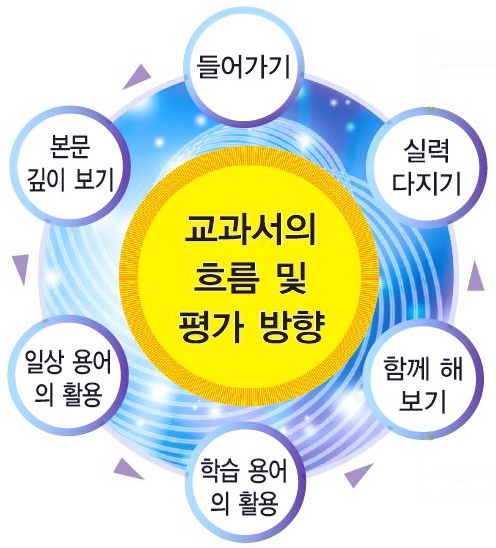 들어가기
본문
깊이 보기
실력
다지기
교과서의
흐름 및
평가 방향
일상 용어
의 활용
함께 해
보기
학습 용어
의 활용